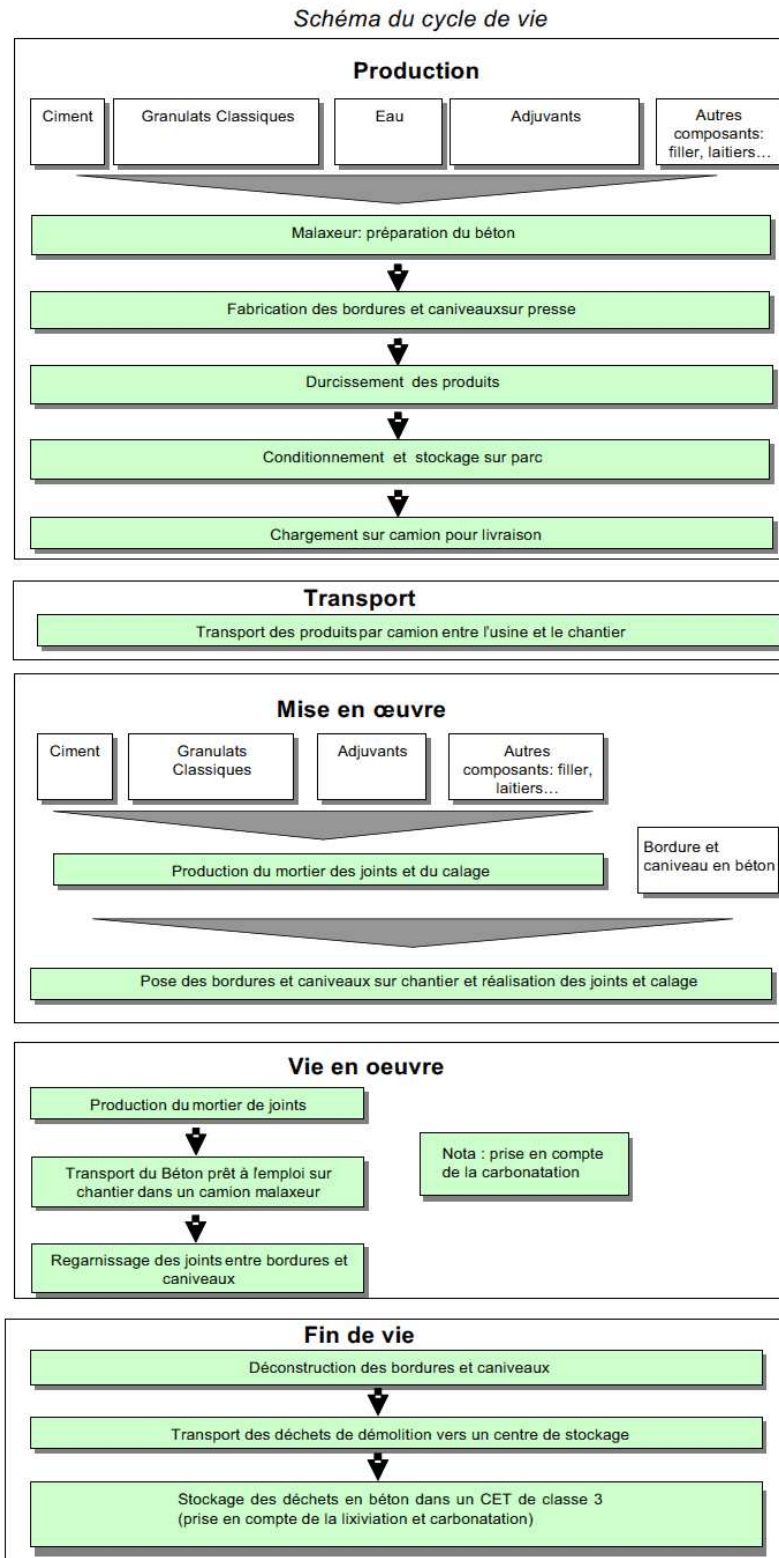 Schéma du cycle de vie
Production
Ciment
Granulats Classiques
Eau
Adjuvants
Autres
composants:
filler, laitiers…
Malaxeur: préparation du béton
Fabrication des bordures et caniveauxsur presse
Durcissement des produits
Conditionnement et stockage sur parc
Chargement sur camion pour livraison
Transport
Transport des produits par camion entre l'usine et le chantier
Mise en œuvre
Ciment
Granulats
Classiques
Adjuvants
Autres
composants: filler,
laitiers…
Production du mortier des joints et du calage
Bordure et
caniveau en béton
Pose des bordures et caniveaux sur chantier et réalisation des joints et calage
Vie en oeuvre
Production du mortier de joints
Transport du Béton prêt à l'emploi sur
chantier dans un camion malaxeur
Regarnissage des joints entre bordures et
caniveaux
Nota : prise en compte
de la carbonatation
Fin de vie
Déconstruction des bordures et caniveaux
Transport des déchets de démolition vers un centre de stockage
Stockage des déchets en béton dans un CET de classe 3
(prise en compte de la lixiviation et carbonatation)